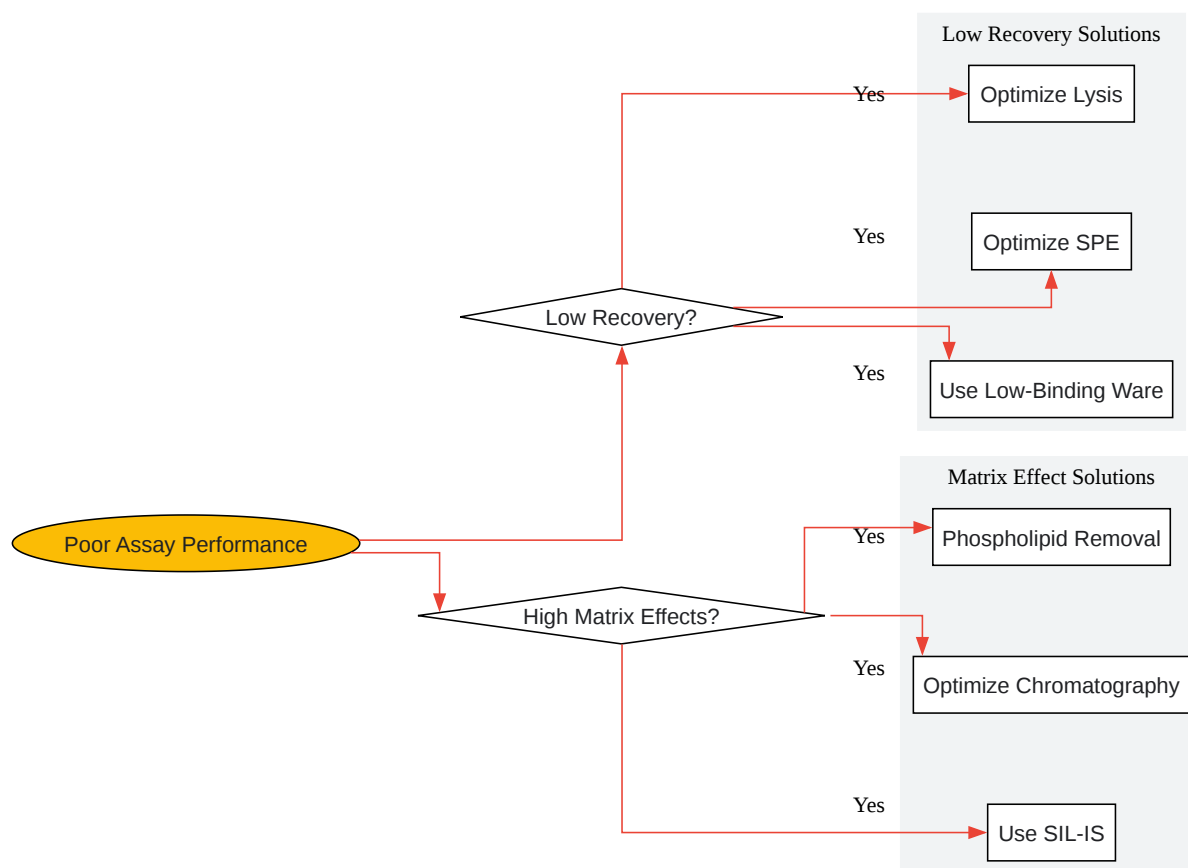 Low Recovery Solutions
Yes
Optimize Lysis
Yes
Optimize SPE
Low Recovery?
Yes
Use Low-Binding Ware
Matrix Effect Solutions
Poor Assay Performance
Yes
Phospholipid Removal
High Matrix Effects?
Yes
Optimize Chromatography
Yes
Use SIL-IS